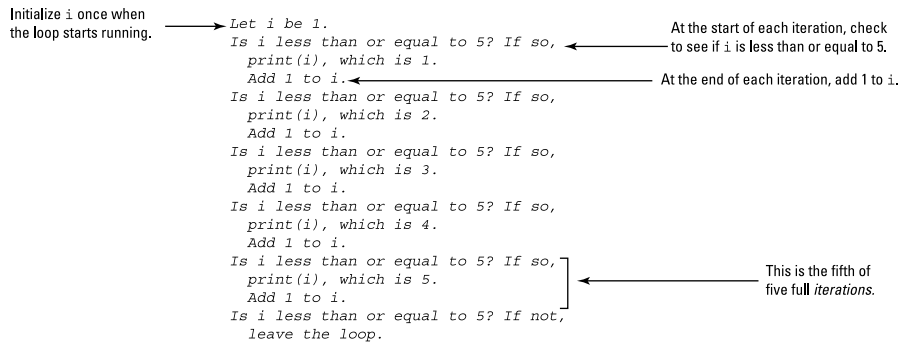 Initialize i once when
the loop starts running.
Let i be 1.
Is i less than or equal to 5? If so,
print(i), which is 1.
Add 1 to i.
At the start of each iteration, check
to see if i is less than or equal to 5.
At the end of each iteration, add 1 to i.
Is i less than or equal to 5? If so,
print(i), which is 2.
Add 1 to i.
Is i less than or equal to 5? If so,
print(i), which is 3.
Add 1 to i.
Is i less than or equal to 5? If so,
print(i), which is 4.
Add 1 to i.
Is i less than or equal to 5? If so,
print(i), which is 5.
Add 1 to i.
This is the fifth of
five full iterations.
Is i less than or equal to 5? If not,
leave the loop.